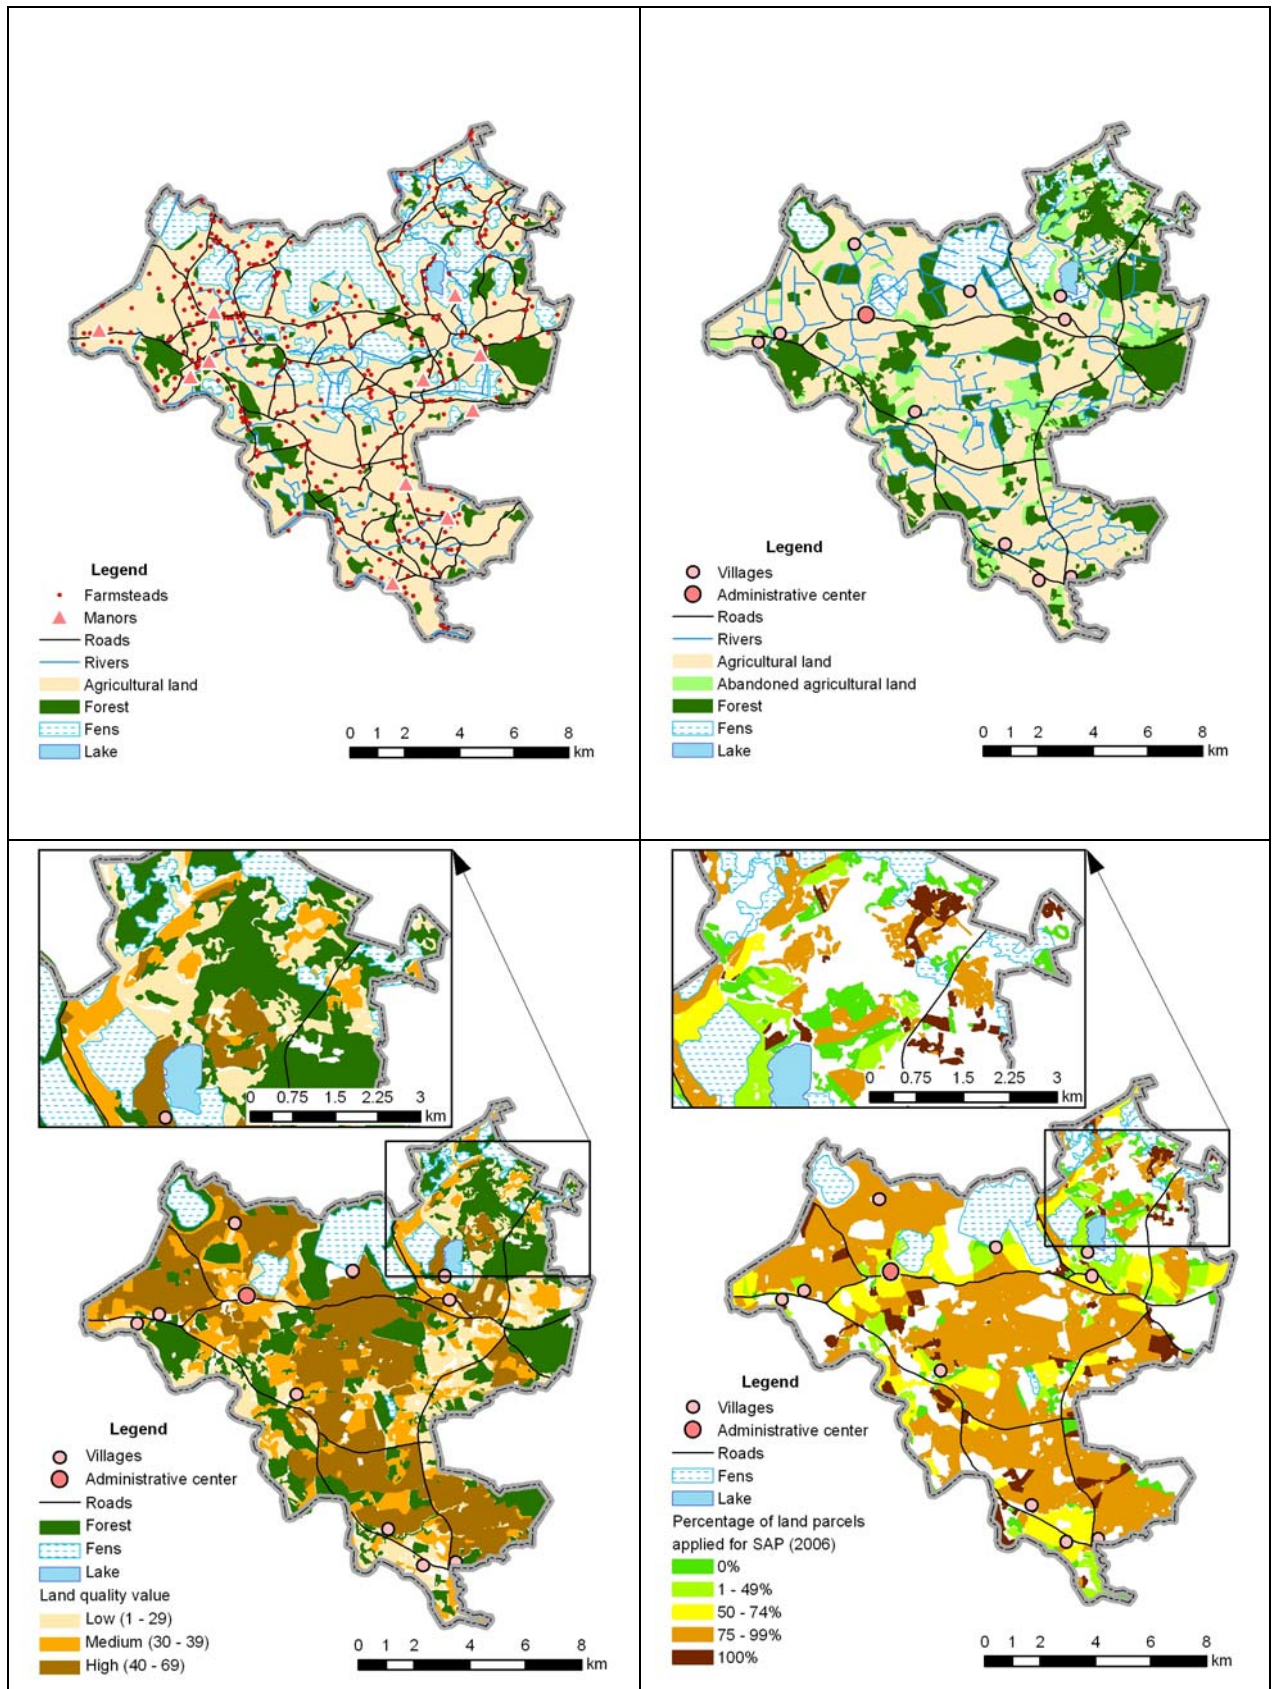 Legend
Farmsteads
Manors
Roads
Rivers
Agricultural land
Forest
Fens
Lake
0 1 2 4 6 8
km
Legend
Villages
Administrative center
Roads
Rivers
Agricultural land
Abandoned agricultural land
Forest
Fens
Lake
0 1 2 4 6 8
km
0 0.75 1.5 2.25 3
km
Legend
Villages
Administrative center
Roads
Forest
Fens
Lake
Land quality value
Low (1 - 29)
Medium (30 - 39)
High (40 - 69)
0 1 2 4 6 8
km
0 0.75 1.5 2.25 3
km
Legend
Villages
Administrative center
Roads
Fens
Lake
Percentage of land parcels
applied for SAP (2006)
0%
1 - 49%
50 - 74%
75 - 99%
100%
0 1 2 4 6 8
km